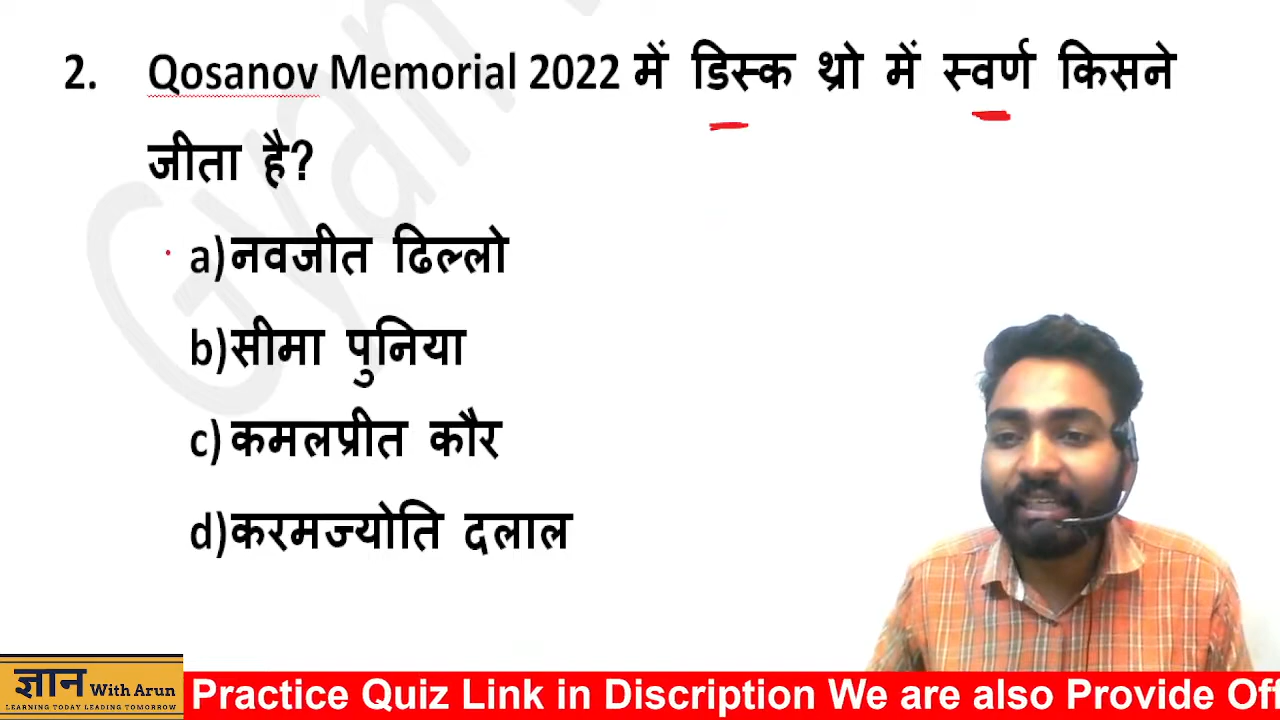 2. Qosanov Memorial 2022 में डिस्क थ्रो में स्वर्ण किसने
जीता है?
a)नवजीत ढिल्लो
b)सीमा पुनिया
c)कमलप्रीत कौर
d)करमज्योति दलाल
Gyan
ज्ञान With Arun
LEARNING TODAY LEADING TOMORROW
Practice Quiz Link in Discription We are also Provide Off